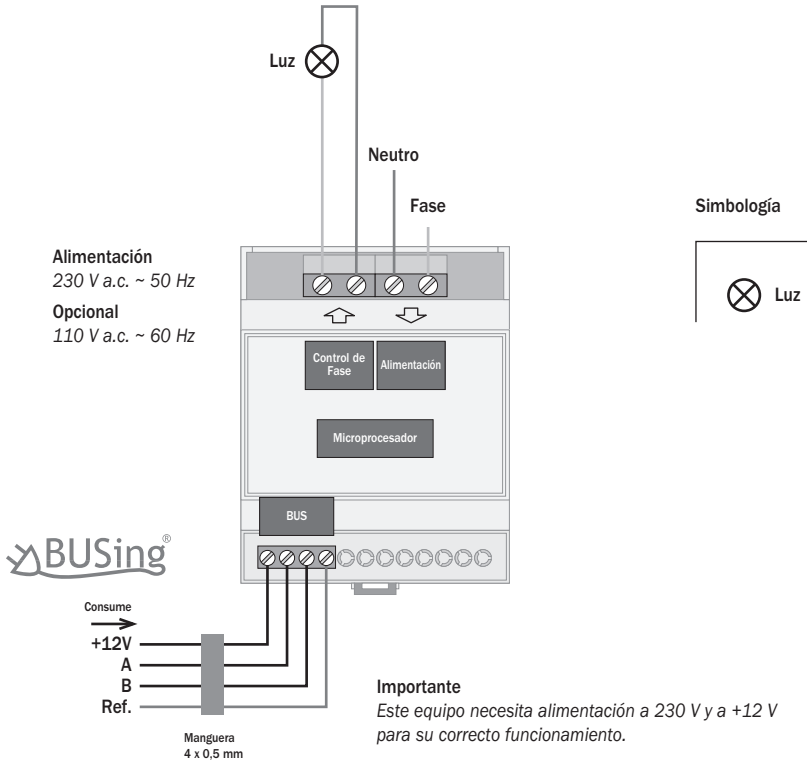 Luz
Neutro
Fase
Simbología
Luz
Alimentación
230 V a.c. ~ 50 Hz
Opcional
110 V a.c. ~ 60 Hz
Control de
Fase
Alimentación
Microprocesador
BUS
BUSing®
Consume
+12V
A
B
Ref.
Manguera
4 x 0,5 mm
Importante
Este equipo necesita alimentación a 230 V y a +12 V
para su correcto funcionamiento.